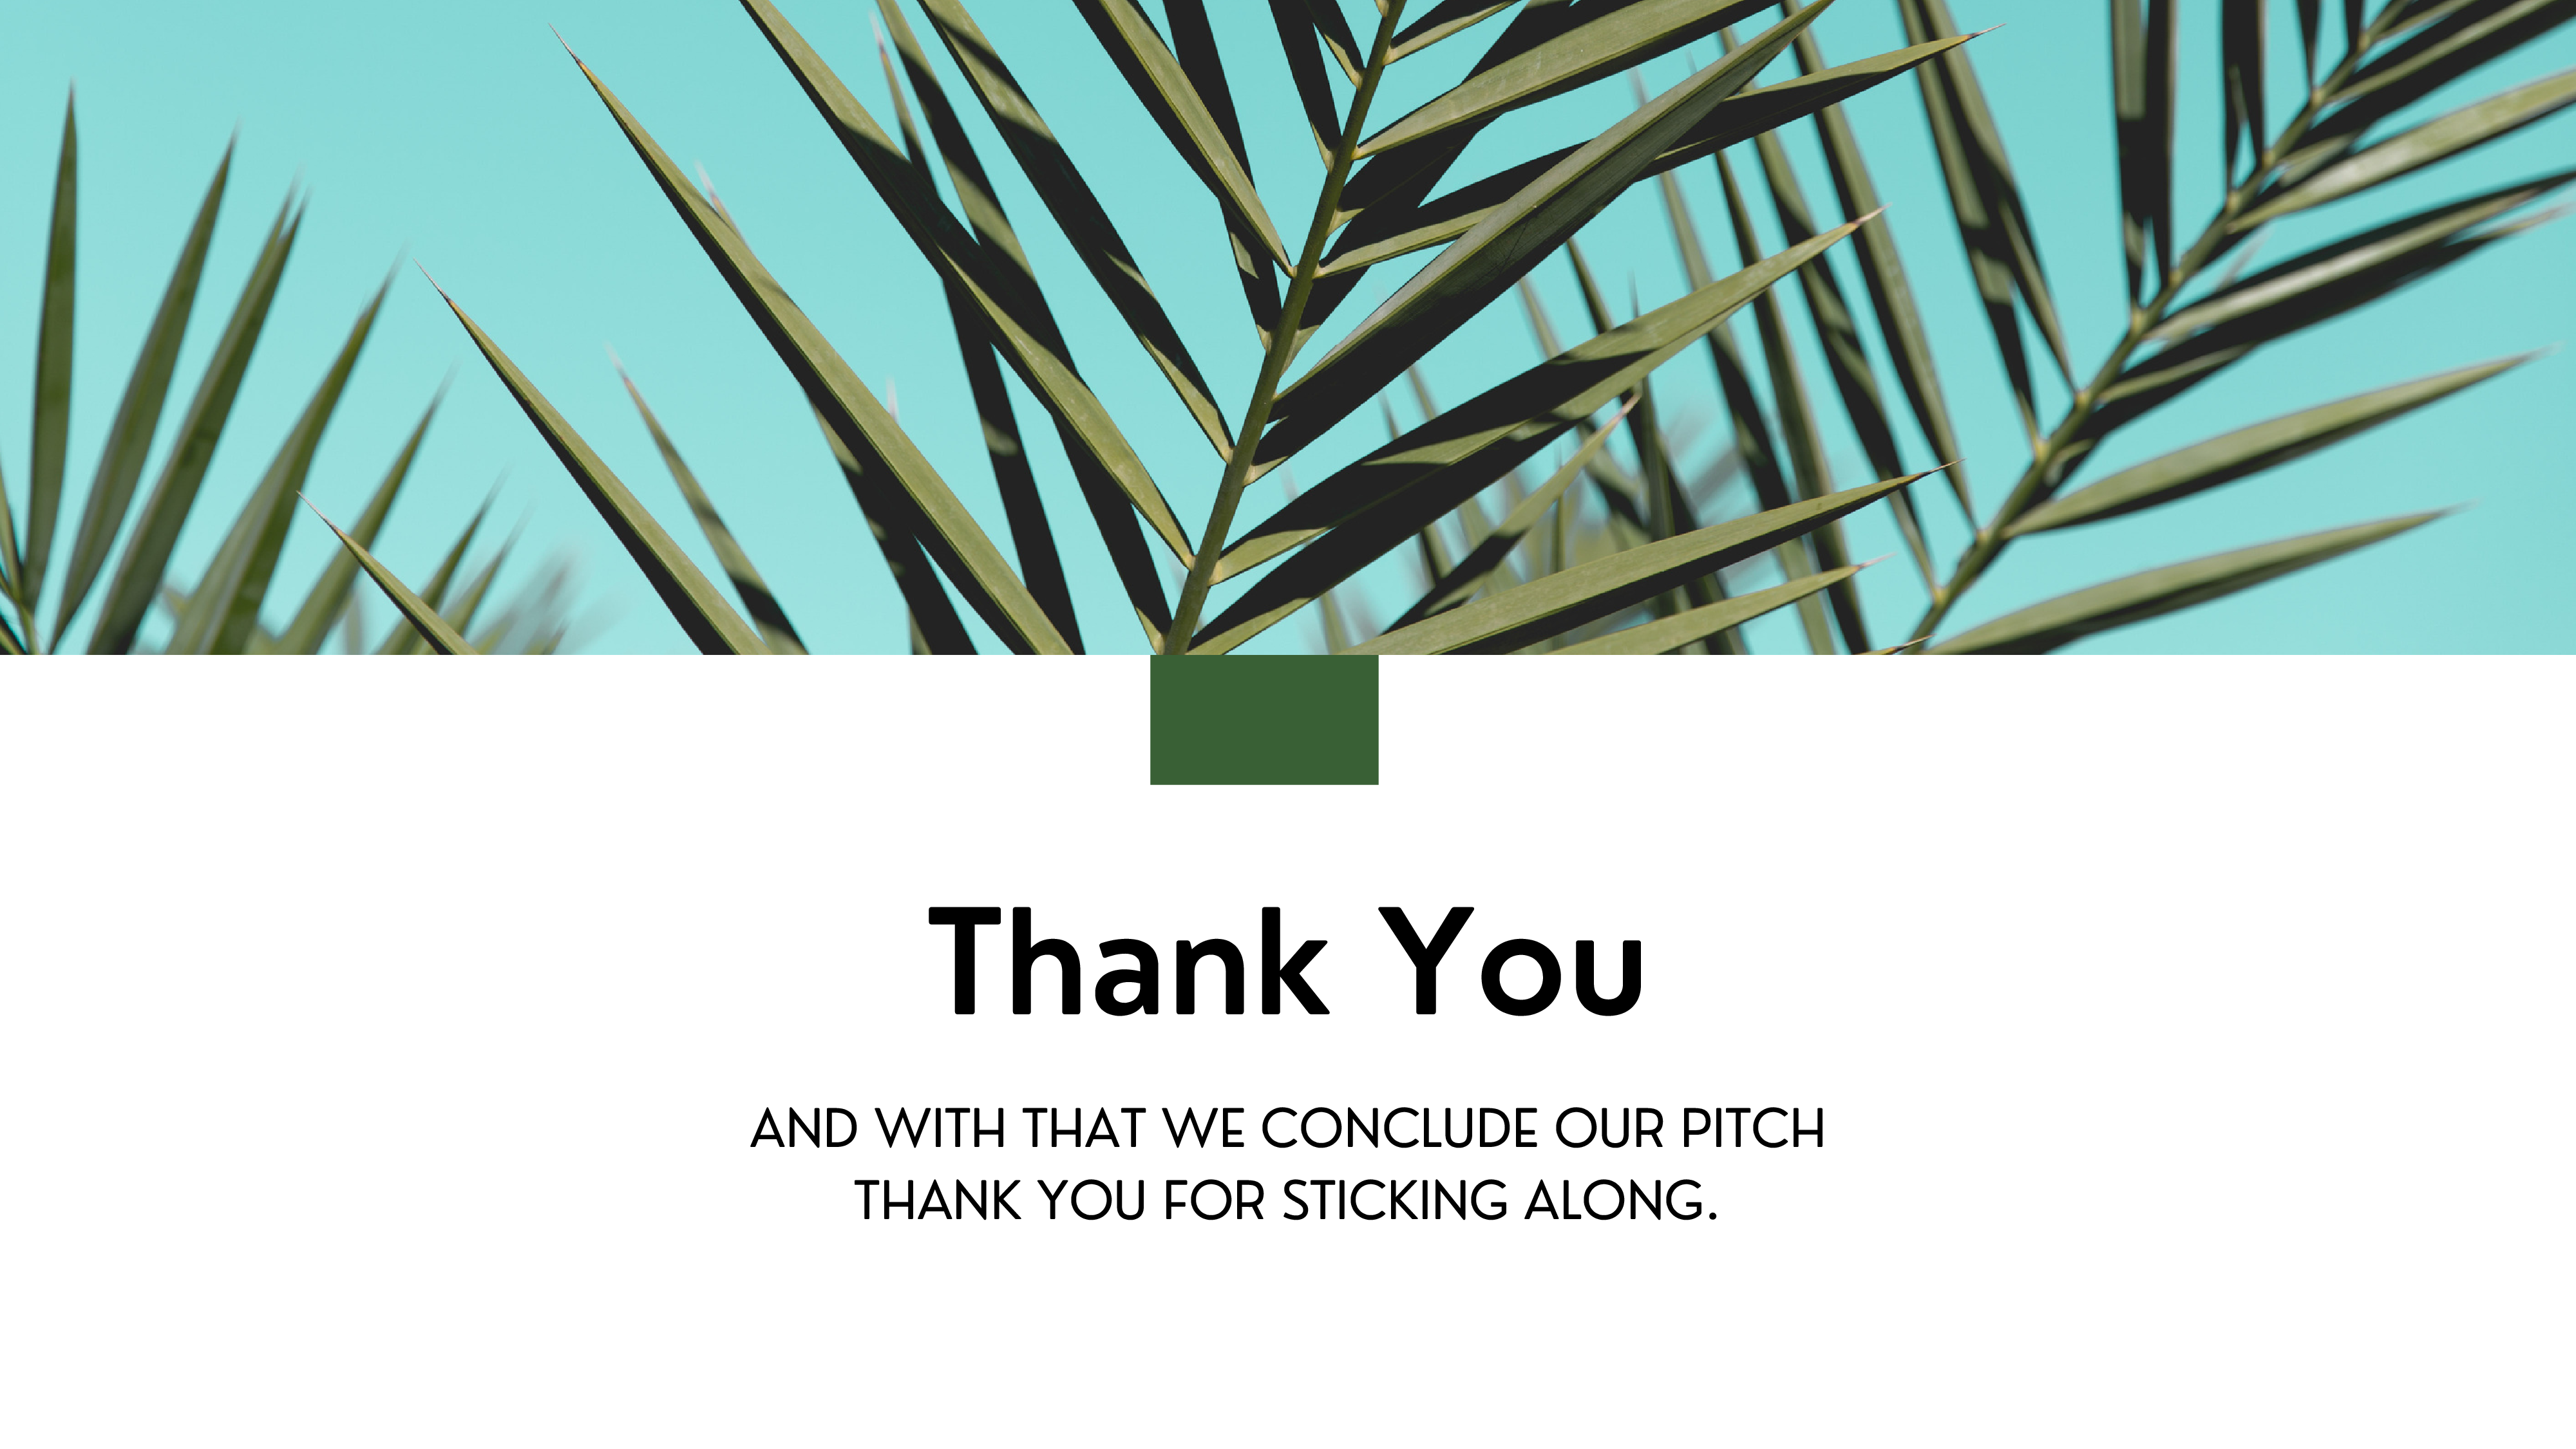 Thank You
AND WITH THAT WE CONCLUDE OUR PITCH
THANK YOU FOR STICKING ALONG.